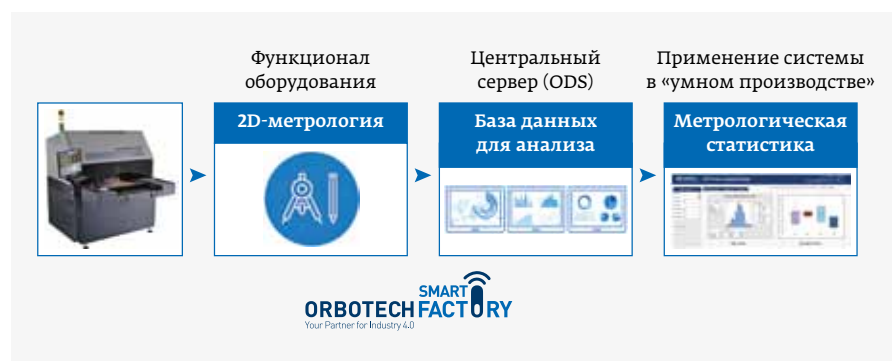 Функционал
оборудования
Центральный
сервер (ODS)
Применение системы
в «умном производстве»
2D-метрология
База данных
для анализа
Метрологическая
статистика
SMART
ORBOTECH FACTORY
Your Partner for Industry 4.0